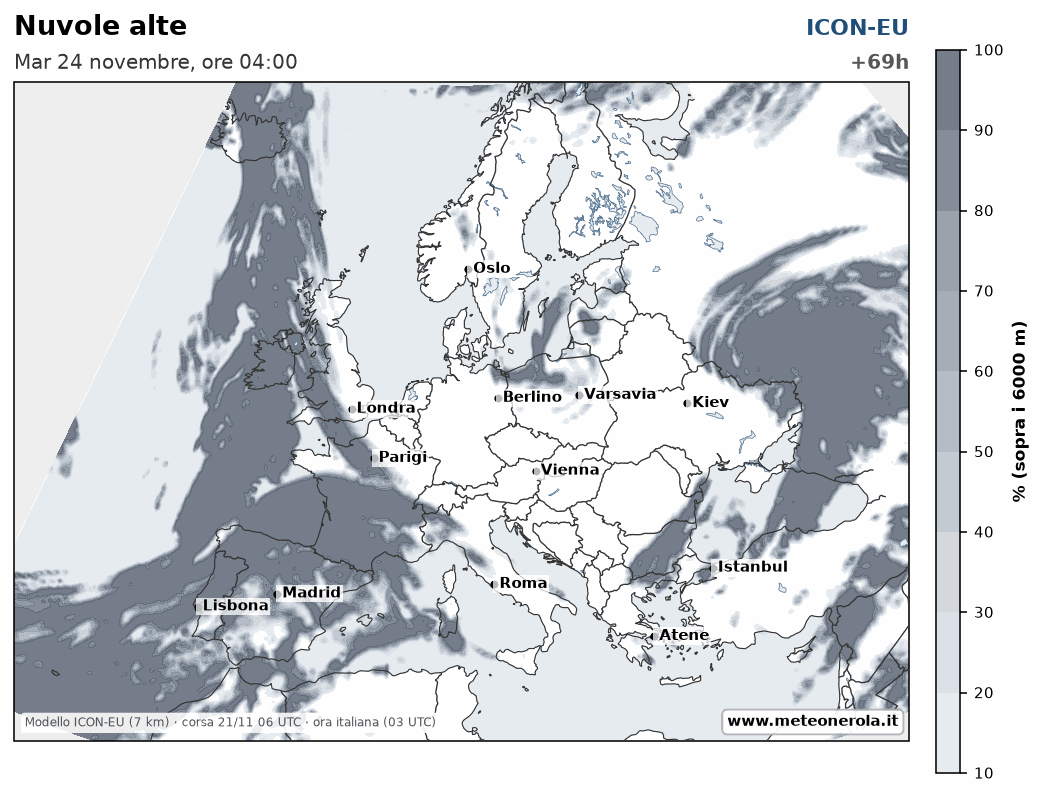 Nuvole alte
ICON-EU
Mar 24 novembre, ore 04:00
+69h
100
90
80
70
60
50
40
30
20
10
% (sopra i 6000 m)
Oslo
Berlino
Varsavia
Kiev
Londra
Parigi
Vienna
Istanbul
Roma
Madrid
Lisbona
Atene
Modello ICON-EU (7 km) · corsa 21/11 06 UTC · ora italiana (03 UTC)
www.meteonerola.it